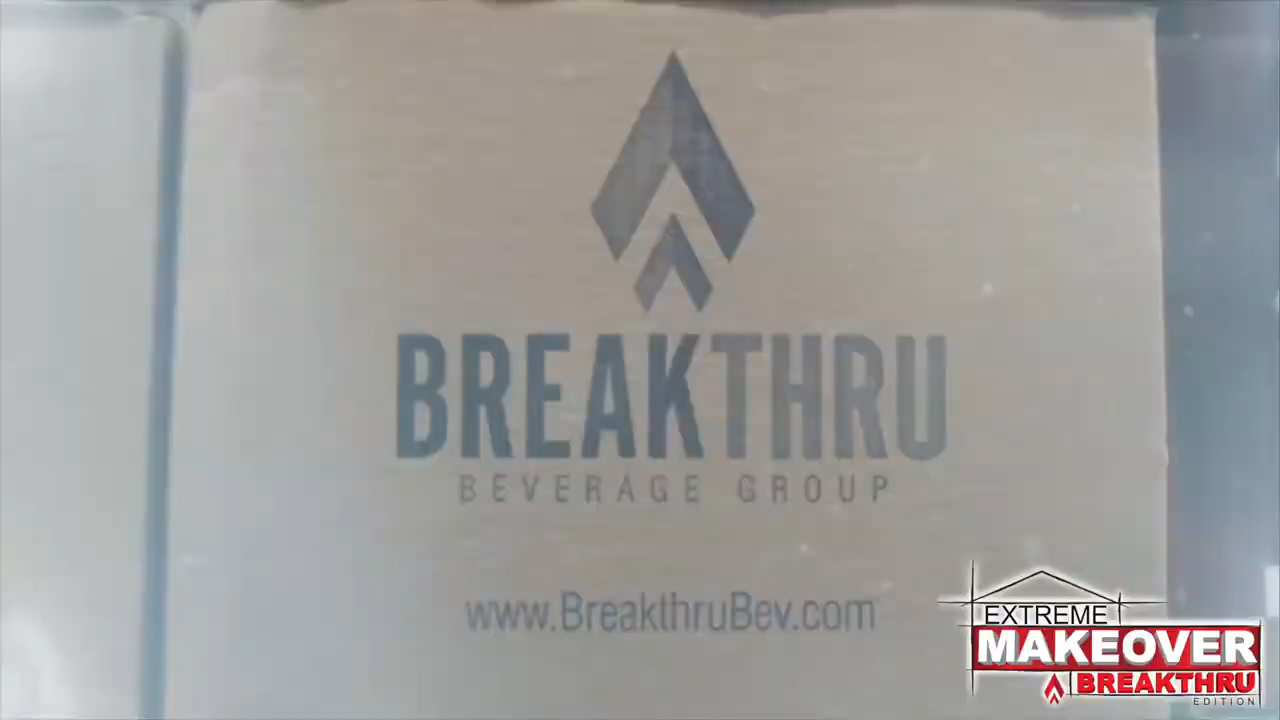 BREAKTHRU
BEVERAGE GROUP
www.BreakthruBev.com
EXTREME
MAKEOVER
BREAKTHRU
EDITION